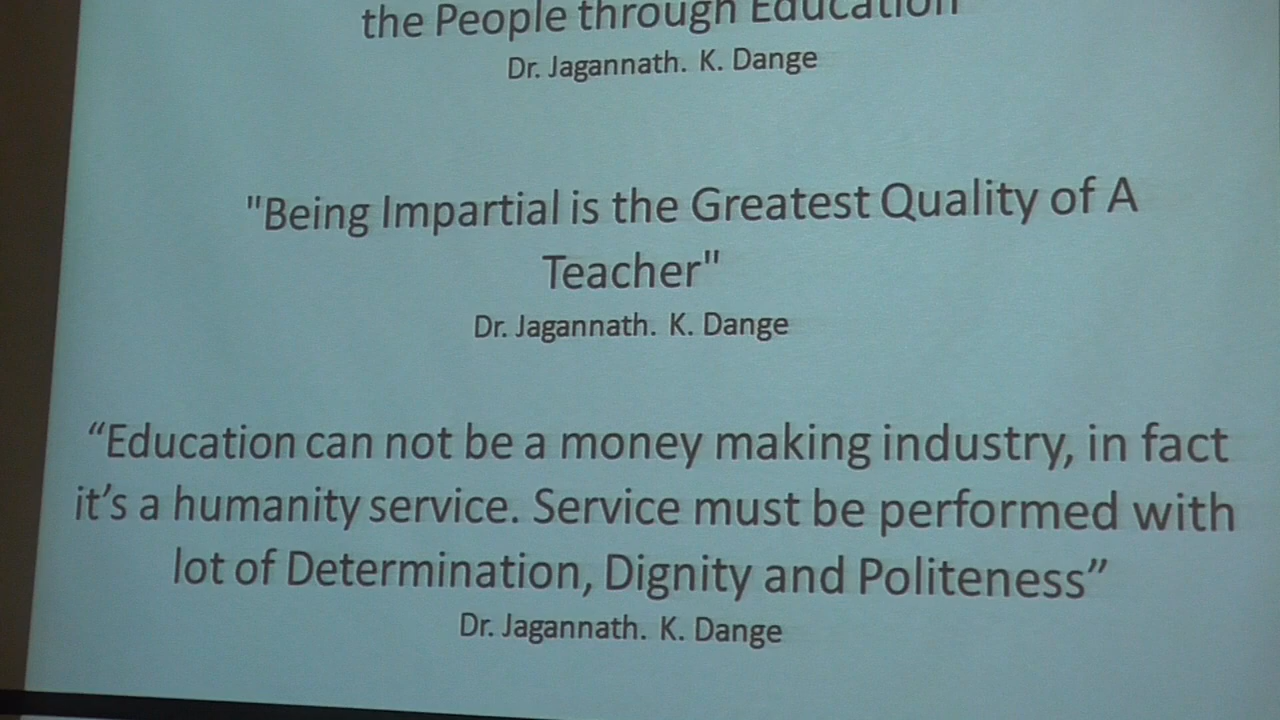 the People through Education
Dr. Jagannath. K. Dange
"Being Impartial is the Greatest Quality of A
Teacher"
Dr. Jagannath. K. Dange
“Education can not be a money making industry, in fact
it’s a humanity service. Service must be performed with
lot of Determination, Dignity and Politeness”
Dr. Jagannath. K. Dange